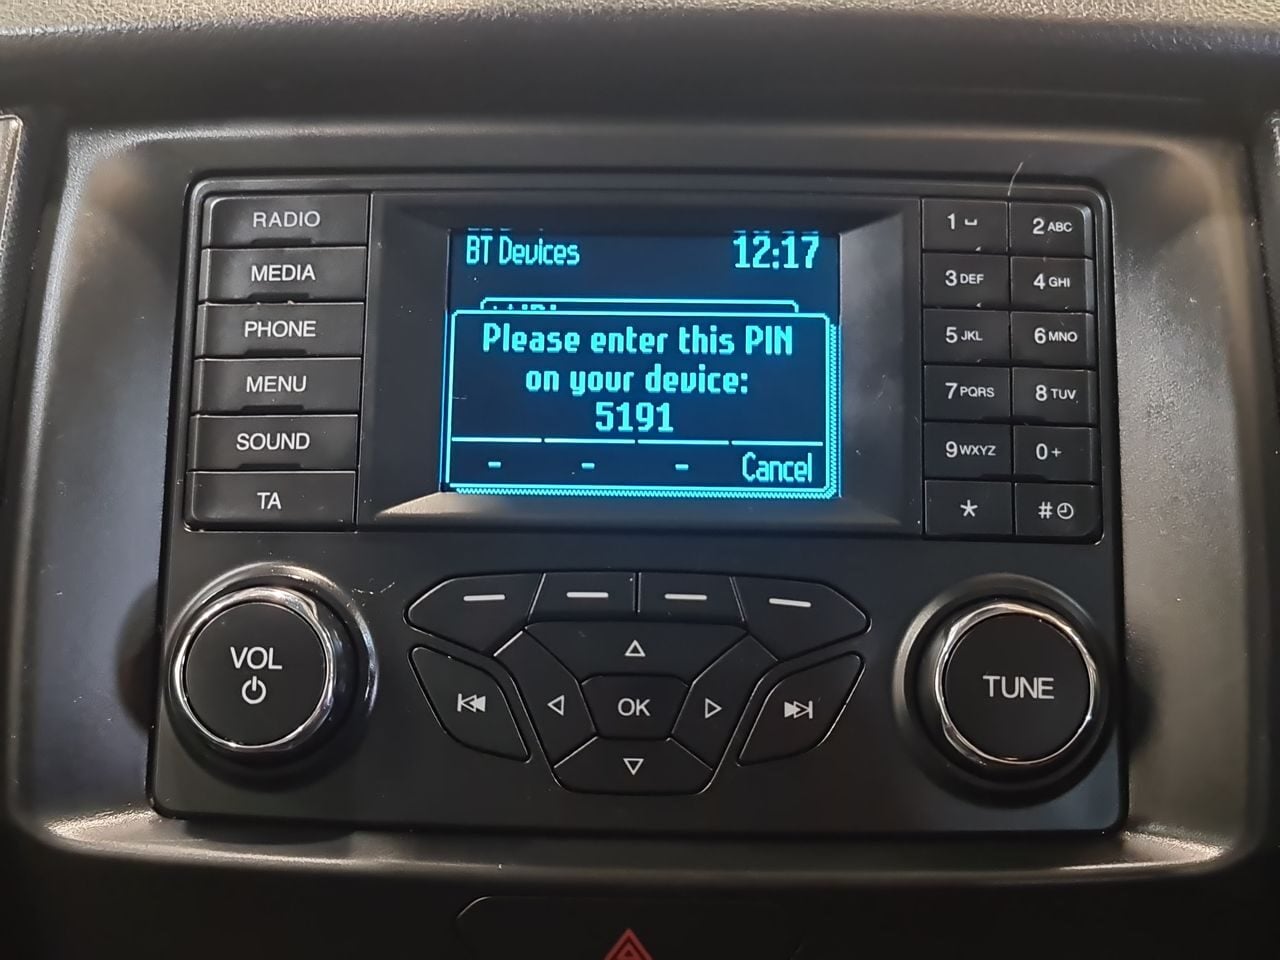 RADIO
MEDIA
PHONE
MENU
SOUND
TA
BT Devices 12:17
Please enter this PIN
on your device:
5191
- - - Cancel
1 2 ABC
3 DEF 4 GHI
5 JKL 6 MNO
7 PQRS 8 TUV
9 WXYZ 0 +
* #
VOL
OK
TUNE